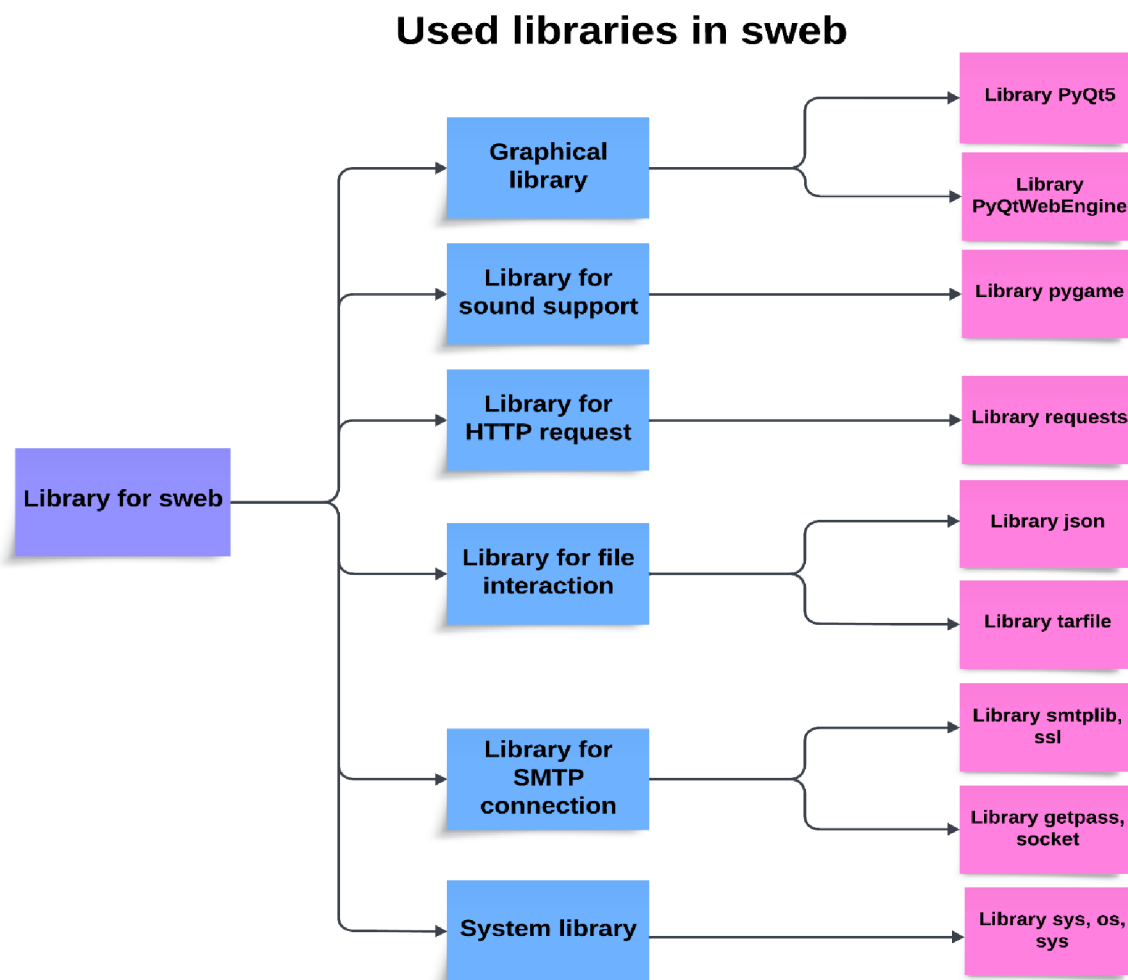 Used libraries in sweb
Library PyQt5
Graphical
library
Library
PyQtWebEngine
Library for
sound support
Library pygame
Library for
HTTP request
Library requests
Library for sweb
Library for file
interaction
Library json
Library tarfile
Library for
SMTP
connection
Library smtplib,
ssl
Library getpass,
socket
System library
Library sys, os,
sys